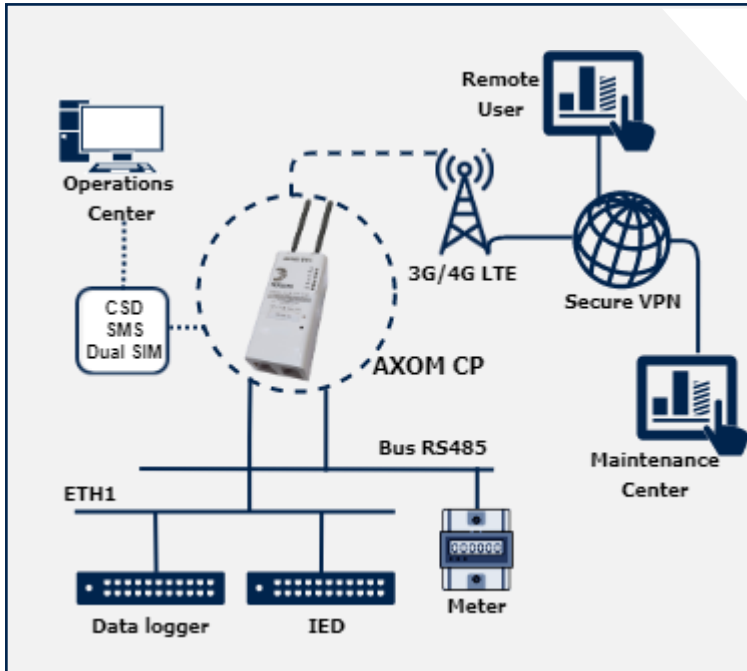 Remote
User
Operations
Center
3G/4G LTE
Secure VPN
CSD
SMS
Dual SIM
AXOM CP
Bus RS485
Maintenance
Center
ETH1
Data logger
IED
Meter